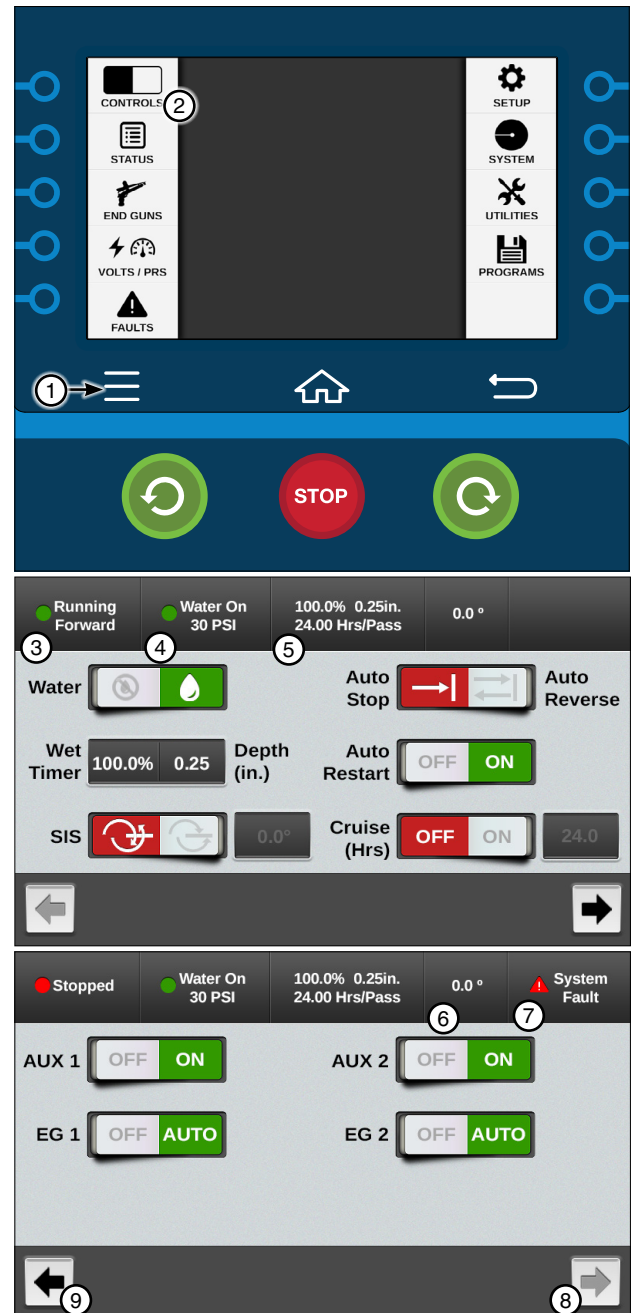 CONTROLS
2
STATUS
END GUNS
VOLTS / PRS
FAULTS
SETUP
SYSTEM
UTILITIES
PROGRAMS
1
STOP
Running
Forward
3
Water On
30 PSI
4
100.0% 0.25in.
24.00 Hrs/Pass
5
0.0 °
Water
Auto
Stop
Auto
Reverse
Wet
Timer
100.0%
0.25
Depth
(in.)
Auto
Restart
OFF
ON
SIS
0.0°
Cruise
(Hrs)
OFF
ON
24.0
Stopped
Water On
30 PSI
100.0% 0.25in.
24.00 Hrs/Pass
0.0 °
6
System
Fault
7
AUX 1
OFF
ON
AUX 2
OFF
ON
EG 1
OFF
AUTO
EG 2
OFF
AUTO
9
8